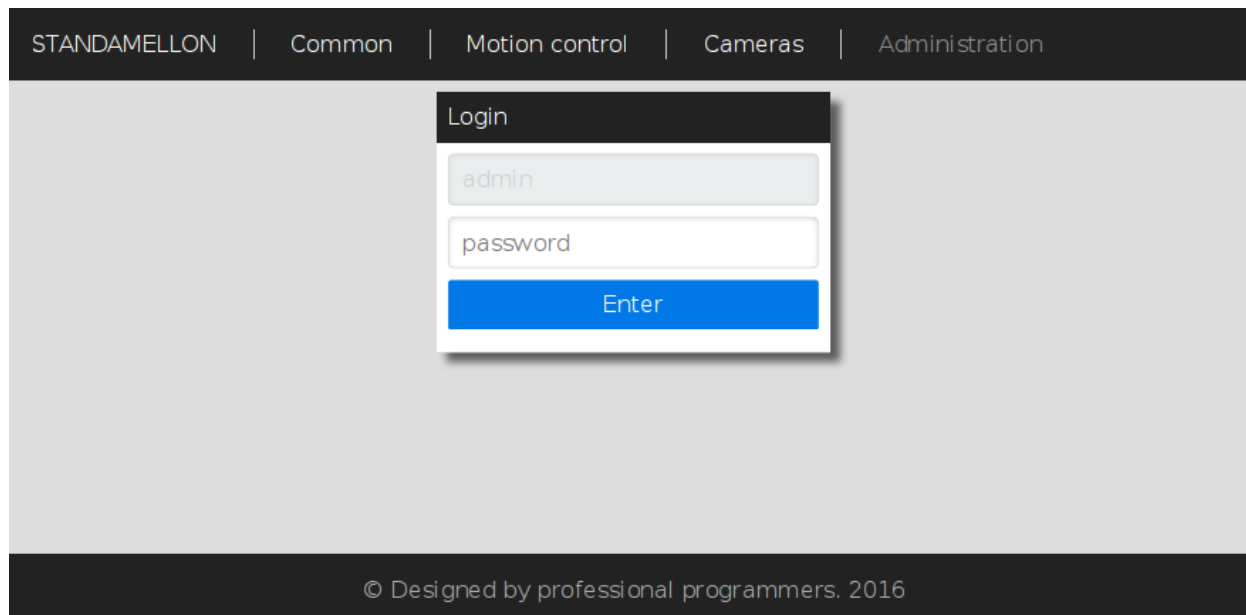 STANDAMELLON Common Motion control Cameras Administration
Login
admin
password
Enter
© Designed by professional programmers. 2016